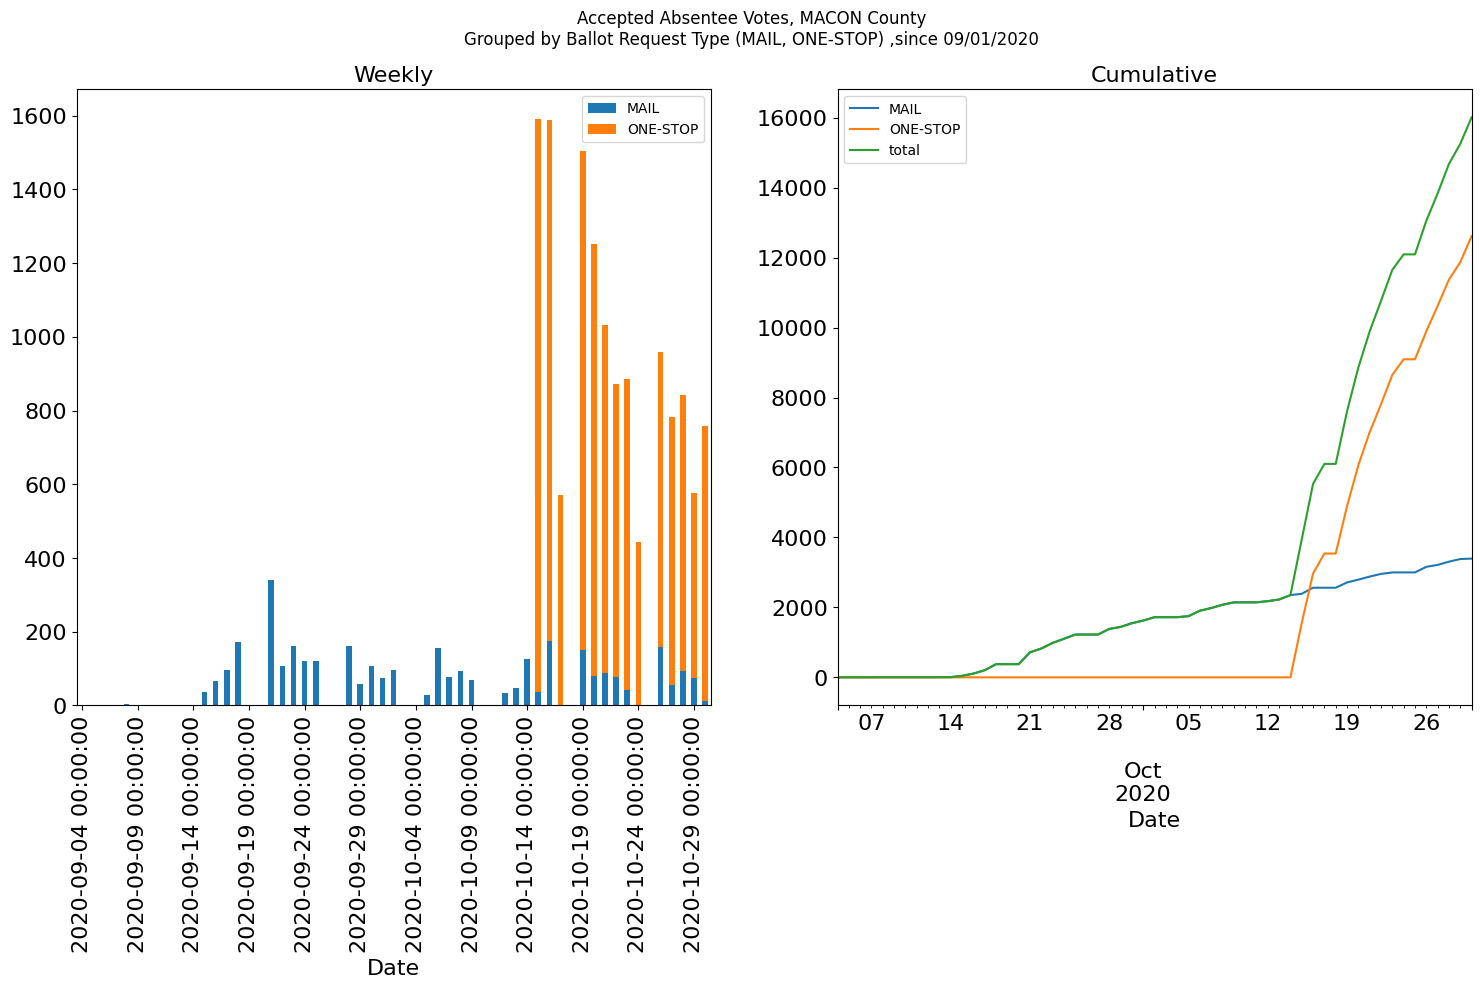 Accepted Absentee Votes, MACON County
Grouped by Ballot Request Type (MAIL, ONE-STOP) ,since 09/01/2020
Weekly
MAIL
ONE-STOP
1600
1400
1200
1000
800
600
400
200
0
2020-09-04 00:00:00
2020-09-09 00:00:00
2020-09-14 00:00:00
2020-09-19 00:00:00
2020-09-24 00:00:00
2020-09-29 00:00:00
2020-10-04 00:00:00
2020-10-09 00:00:00
2020-10-14 00:00:00
2020-10-19 00:00:00
2020-10-24 00:00:00
2020-10-29 00:00:00
Date
Cumulative
MAIL
ONE-STOP
total
16000
14000
12000
10000
8000
6000
4000
2000
0
07 14 21 28 05 12 19 26
Oct
2020
Date